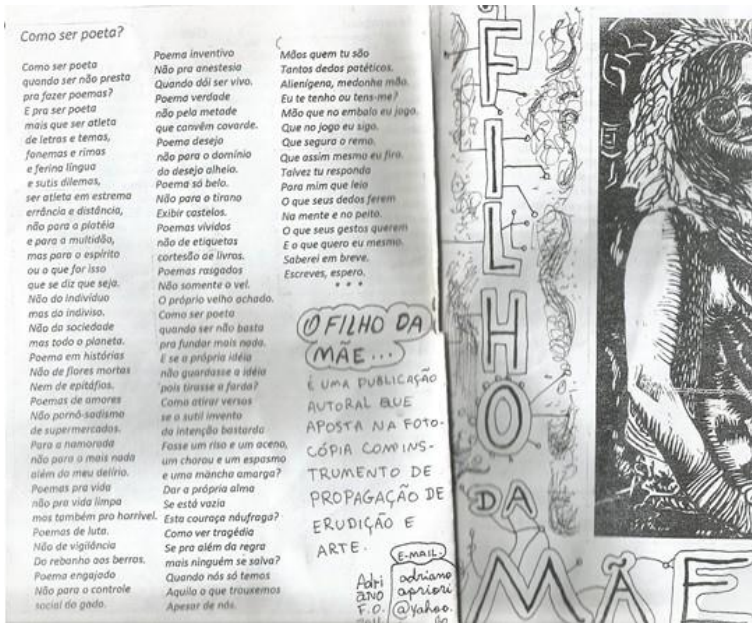 Como ser poeta?
Como ser poeta
quando ser não presta
pra fazer poemas?
E pra ser poeta
mais que ser atleta
de letras e temas,
fonemas e rimas
e ferina língua
e sutis dilemas,
ser atleta em estrema
errância e distância,
não para a platéia
e para a multidão,
mas para o espírito
ou o que for isso
que se diz que seja.
Não do indivíduo
mas do indiviso.
Não da sociedade
mas todo o planeta.
Poema em histórias
Não de flores mortas
Nem de epitáfios.
Poemas de amores
Não pornô-sadismo
de supermercados.
Para a namorada
não para o mais nada
além do meu delírio.
Poemas pra vida
não pra vida limpa
mas também pro horrível.
Poemas de luta.
Não de vigilância
Do rebanho aos berros.
Poema engajado
Não para o controle
social do gado.
Poema inventivo
Não pra anestesia
Quando dói ser vivo.
Poema verdade
não pela metade
que convém covarde.
Poema desejo
não para o domínio
do desejo alheio.
Poema só belo.
Não para o tirano
Exibir castelos.
Poemas vividos
não de etiquetas
cortesão de livros.
Poemas rasgados
Não somente o vel.
O próprio velho achado.
Como ser poeta
quando ser não basta
pra fundar mais nada.
E se a própria idéia
não guardasse a idéia
pois tirasse a farda?
Como atirar versos
se o sutil invento
da intenção bastarda
Fosse um riso e um aceno,
um chorou e um espasmo
e uma mancha amarga?
Dar a própria alma
Se está vazia
Esta couraça náufraga?
Como ver tragédia
Se pra além da regra
mais ninguém se salva?
Quando nós só temos
Aquilo o que trouxemos
Apesar de nós.
Mãos quem tu são
Tantos dedos patéticos.
Alienígena, medonha mão.
Eu te tenho ou tens-me?
Mão que no embalo eu jogo.
Que no jogo eu sigo.
Que segura o remo.
Que assim mesmo eu firo.
Talvez tu responda
Para mim que leio
O que seus dedos ferem
Na mente e no peito.
O que seus gestos querem
E o que quero eu mesmo.
Saberei em breve.
Escreves, espero.
* * *
O FILHO DA
MÃE...
É UMA PUBLICAÇÃO
AUTORAL QUE
APOSTA NA FOTO-
CÓPIA COM INS-
TRUMENTO DE
PROPAGAÇÃO DE
ERUDIÇÃO E
ARTE.
Adri
ANO
F.O.
E-MAIL.
adriano
apriori
@yahoo.
O
FILHO
DA
MÃE